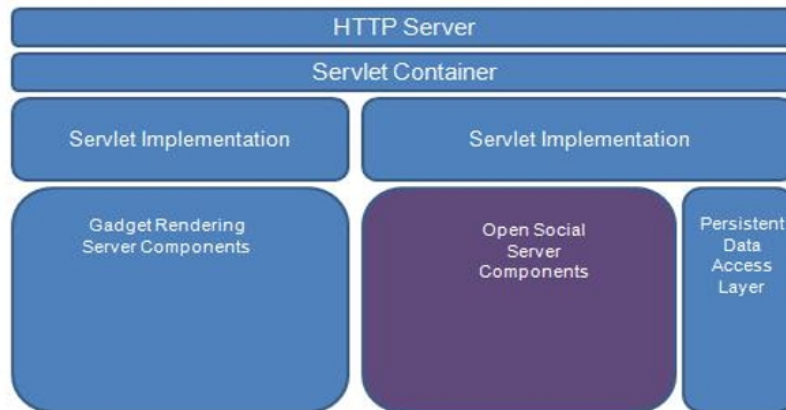 HTTP Server
Servlet Container
Servlet Implementation
Servlet Implementation
Gadget Rendering
Server Components
Open Social
Server
Components
Persistent
Data
Access
Layer